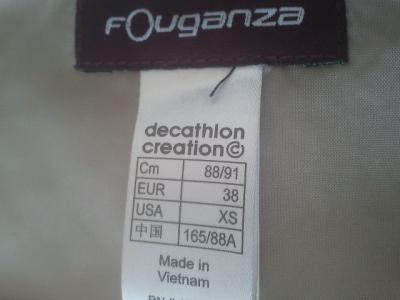 FOuganza
decathlon
creation©
Cm 88/91
EUR 38
USA XS
中国 165/88A
Made in
Vietnam